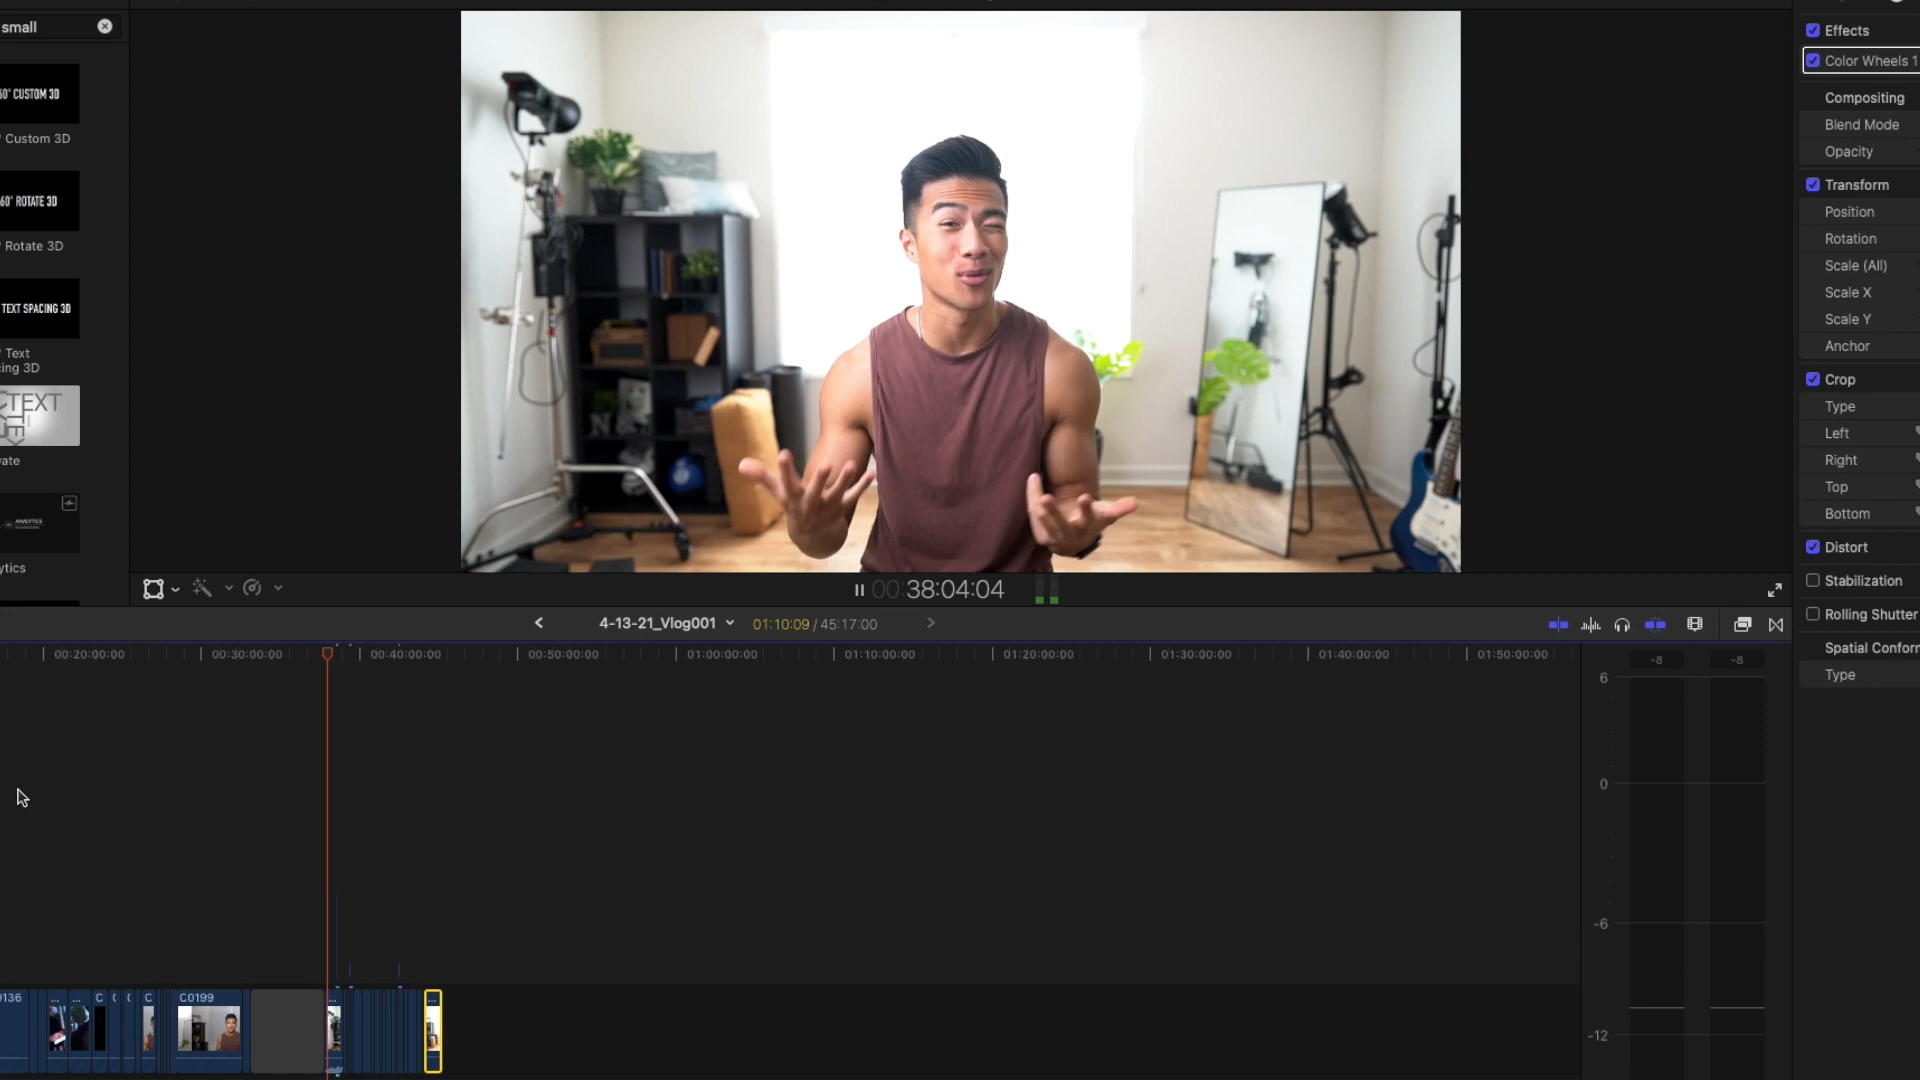 small
60° CUSTOM 3D
Custom 3D
60° ROTATE 3D
Rotate 3D
TEXT SPACING 3D
Text
cing 3D
TEXT
ate
ANALYTICS
ytics
00:38:04:04
4-13-21_Vlog001
01:10:09 / 45:17:00
00:20:00:00
00:30:00:00
00:40:00:00
00:50:00:00
01:00:00:00
01:10:00:00
01:20:00:00
01:30:00:00
01:40:00:00
01:50:00:00
Effects
Color Wheels 1
Compositing
Blend Mode
Opacity
Transform
Position
Rotation
Scale (All)
Scale X
Scale Y
Anchor
Crop
Type
Left
Right
Top
Bottom
Distort
Stabilization
Rolling Shutter
Spatial Conform
Type
-8 -8
6
0
-6
-12
136
... ... C C C C0199 ... ...